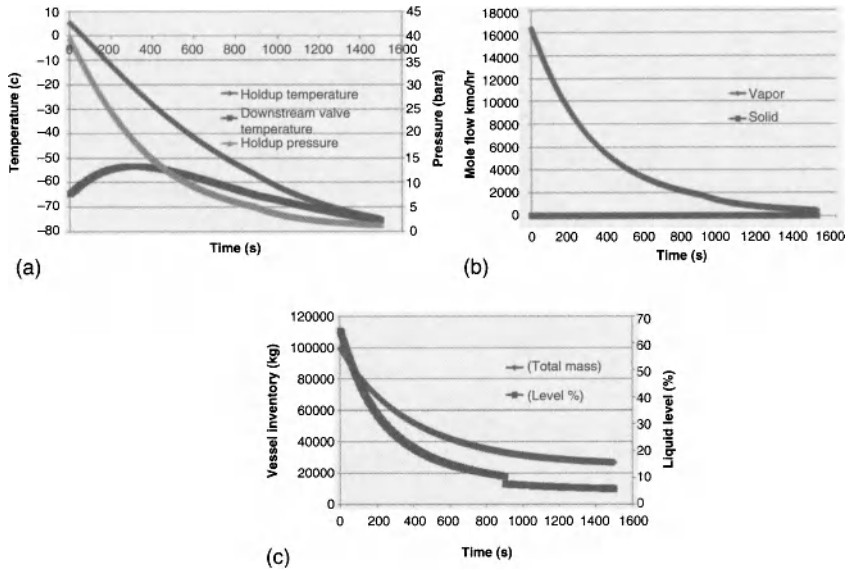 10
0
−10
−20
−30
−40
−50
−60
−70
−80
Temperature (c)
200 400 600 800 1000 1200 1400 1600
45
40
35
30
25
20
15
10
5
0
Pressure (bara)
Holdup temperature
Downstream valve
temperature
Holdup pressure
Time (s)
(a)
18000
16000
14000
12000
10000
8000
6000
4000
2000
0
Mole flow kmo/hr
Vapor
Solid
0 200 400 600 800 1000 1200 1400 1600
Time (s)
(b)
120000
100000
80000
60000
40000
20000
0
Vessel inventory (kg)
70
60
50
40
30
20
10
0
Liquid level (%)
(Total mass)
(Level %)
0 200 400 600 800 1000 1200 1400 1600
Time (s)
(c)